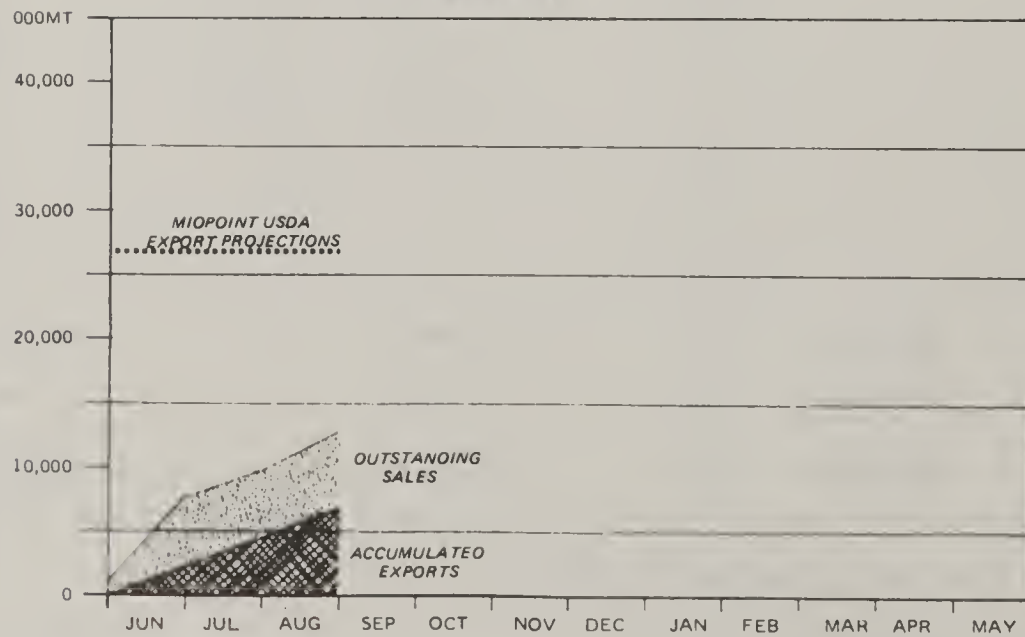 000MT
40,000
30,000
MIOPOINT USDA
EXPORT PROJECTIONS
20,000
10,000
OUTSTANOING
SALES
ACCUMULATEO
EXPORTS
0
JUN JUL AUG SEP OCT NOV DEC JAN FEB MAR APR MAY